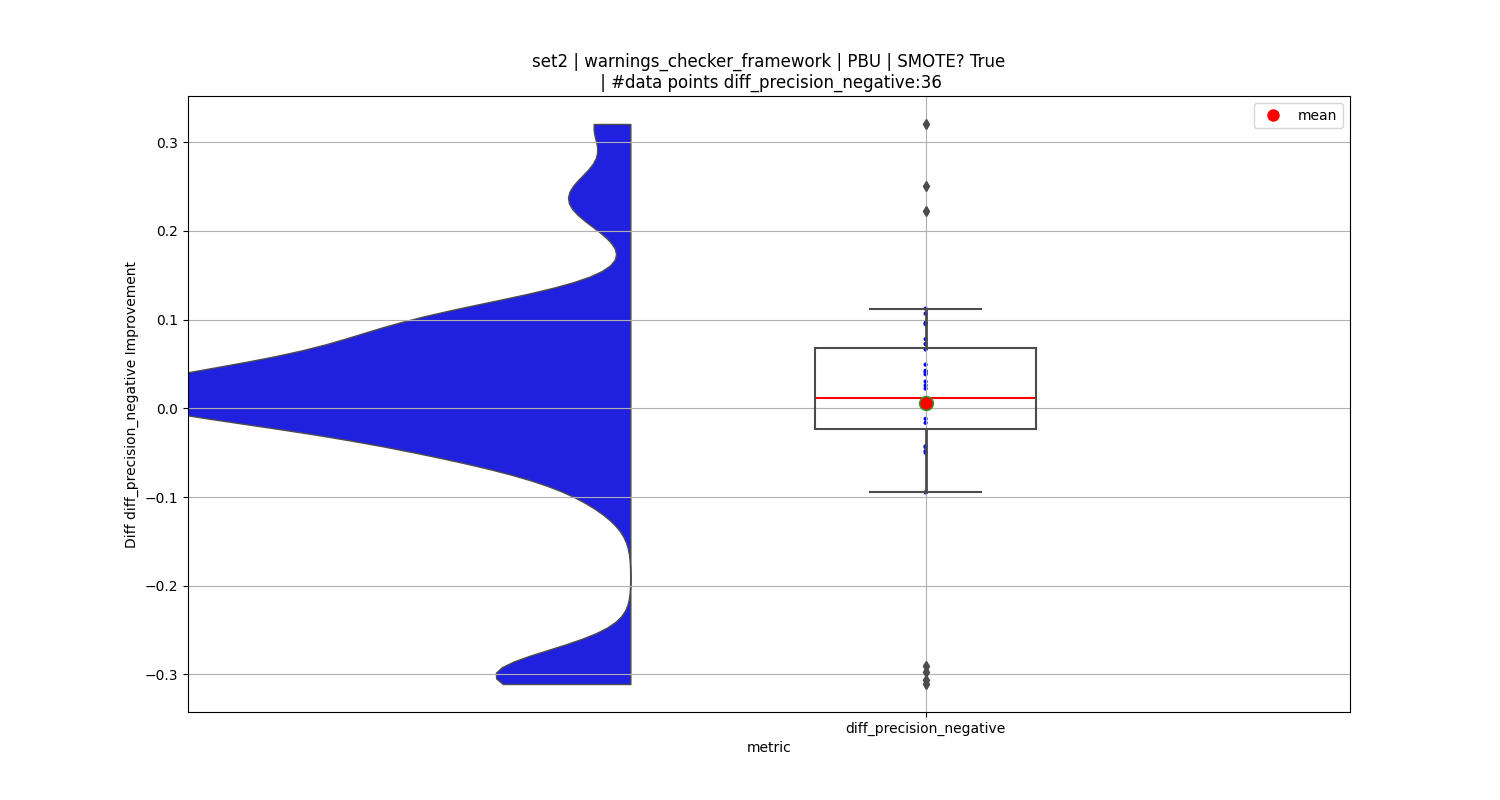 set2 | warnings_checker_framework | PBU | SMOTE? True
| #data points diff_precision_negative:36
mean
0.3
0.2
0.1
0.0
−0.1
−0.2
−0.3
Diff diff_precision_negative Improvement
diff_precision_negative
metric